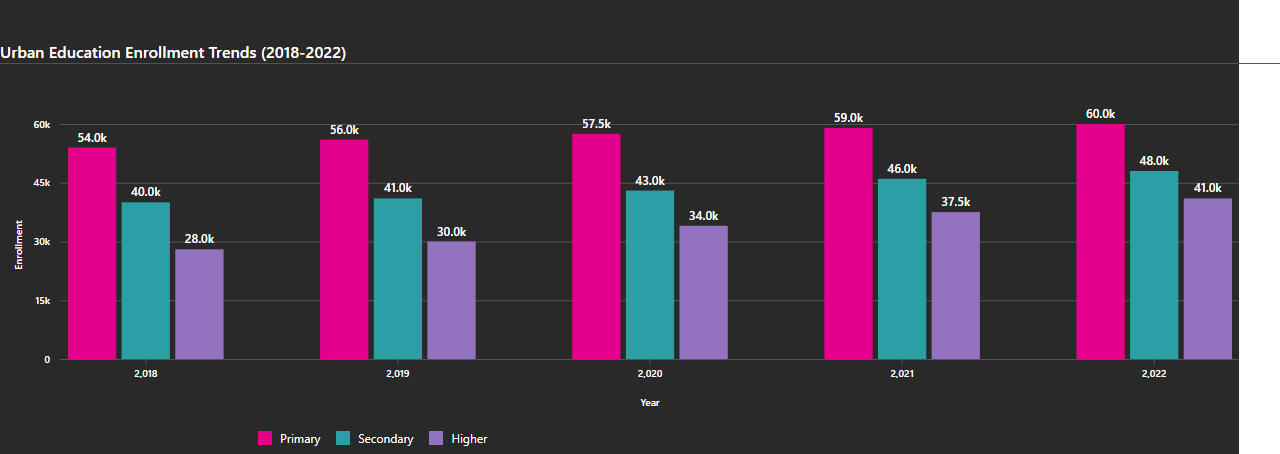 Urban Education Enrollment Trends (2018-2022)
60k
45k
30k
15k
0
Enrollment
54.0k
40.0k
28.0k
56.0k
41.0k
30.0k
57.5k
43.0k
34.0k
59.0k
46.0k
37.5k
60.0k
48.0k
41.0k
2,018
2,019
2,020
2,021
2,022
Year
Primary
Secondary
Higher